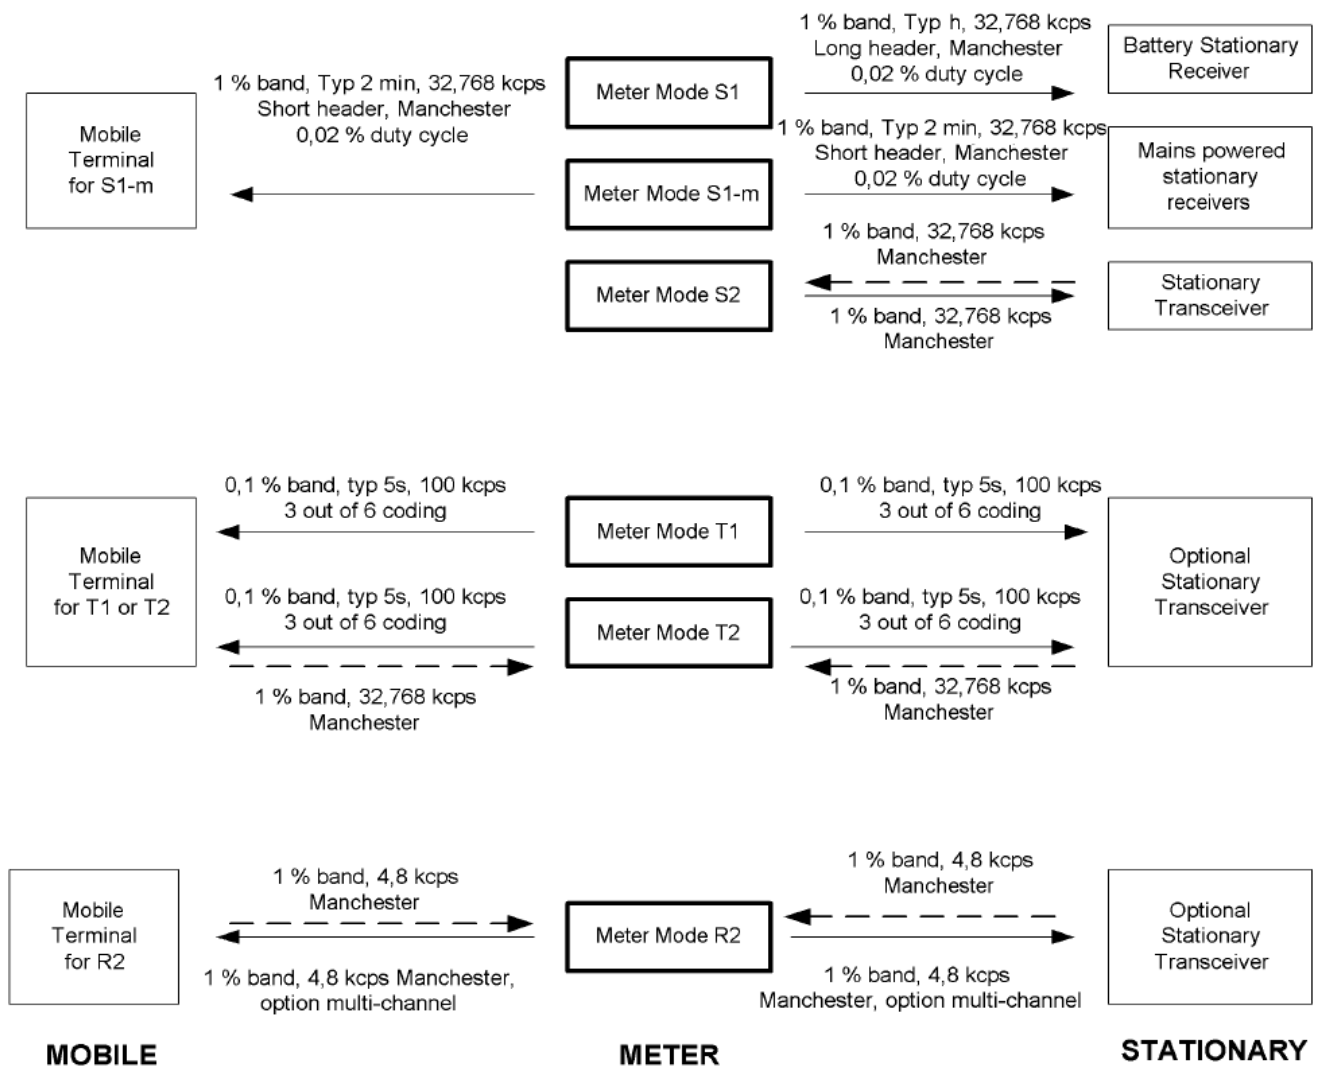 1 % band, Typ h, 32,768 kcps
Long header, Manchester
0,02 % duty cycle
Battery Stationary
Receiver
Meter Mode S1
1 % band, Typ 2 min, 32,768 kcps
Short header, Manchester
0,02 % duty cycle
Mobile
Terminal
for S1-m
1 % band, Typ 2 min, 32,768 kcps
Short header, Manchester
0,02 % duty cycle
Mains powered
stationary
receivers
Meter Mode S1-m
1 % band, 32,768 kcps
Manchester
Meter Mode S2
Stationary
Transceiver
1 % band, 32,768 kcps
Manchester
0,1 % band, typ 5s, 100 kcps
3 out of 6 coding
Meter Mode T1
0,1 % band, typ 5s, 100 kcps
3 out of 6 coding
Mobile
Terminal
for T1 or T2
Optional
Stationary
Transceiver
0,1 % band, typ 5s, 100 kcps
3 out of 6 coding
Meter Mode T2
0,1 % band, typ 5s, 100 kcps
3 out of 6 coding
1 % band, 32,768 kcps
Manchester
1 % band, 32,768 kcps
Manchester
1 % band, 4,8 kcps
Manchester
1 % band, 4,8 kcps
Manchester
Mobile
Terminal
for R2
Meter Mode R2
Optional
Stationary
Transceiver
1 % band, 4,8 kcps Manchester,
option multi-channel
1 % band, 4,8 kcps
Manchester, option multi-channel
MOBILE
METER
STATIONARY